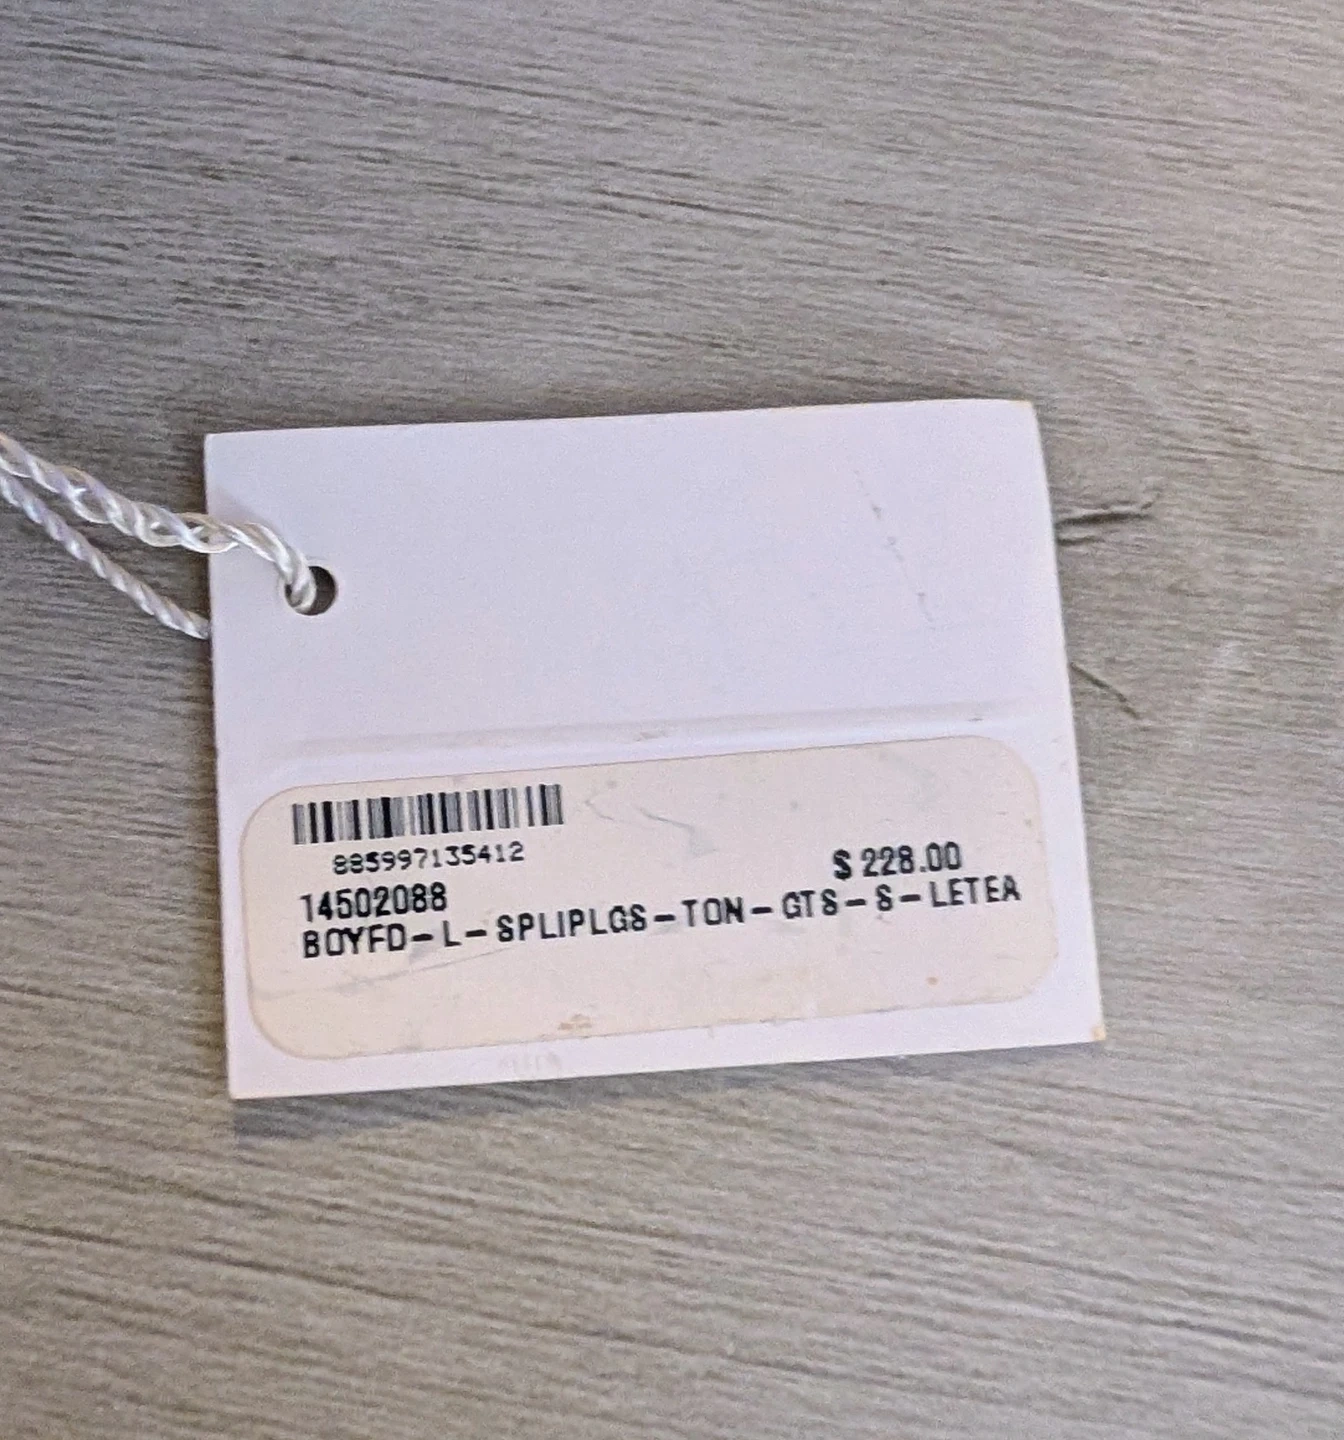 885997135412
$ 228.00
14502088
BOYFD-L-SPLIPLGS-TON-GTS-S-LETEA